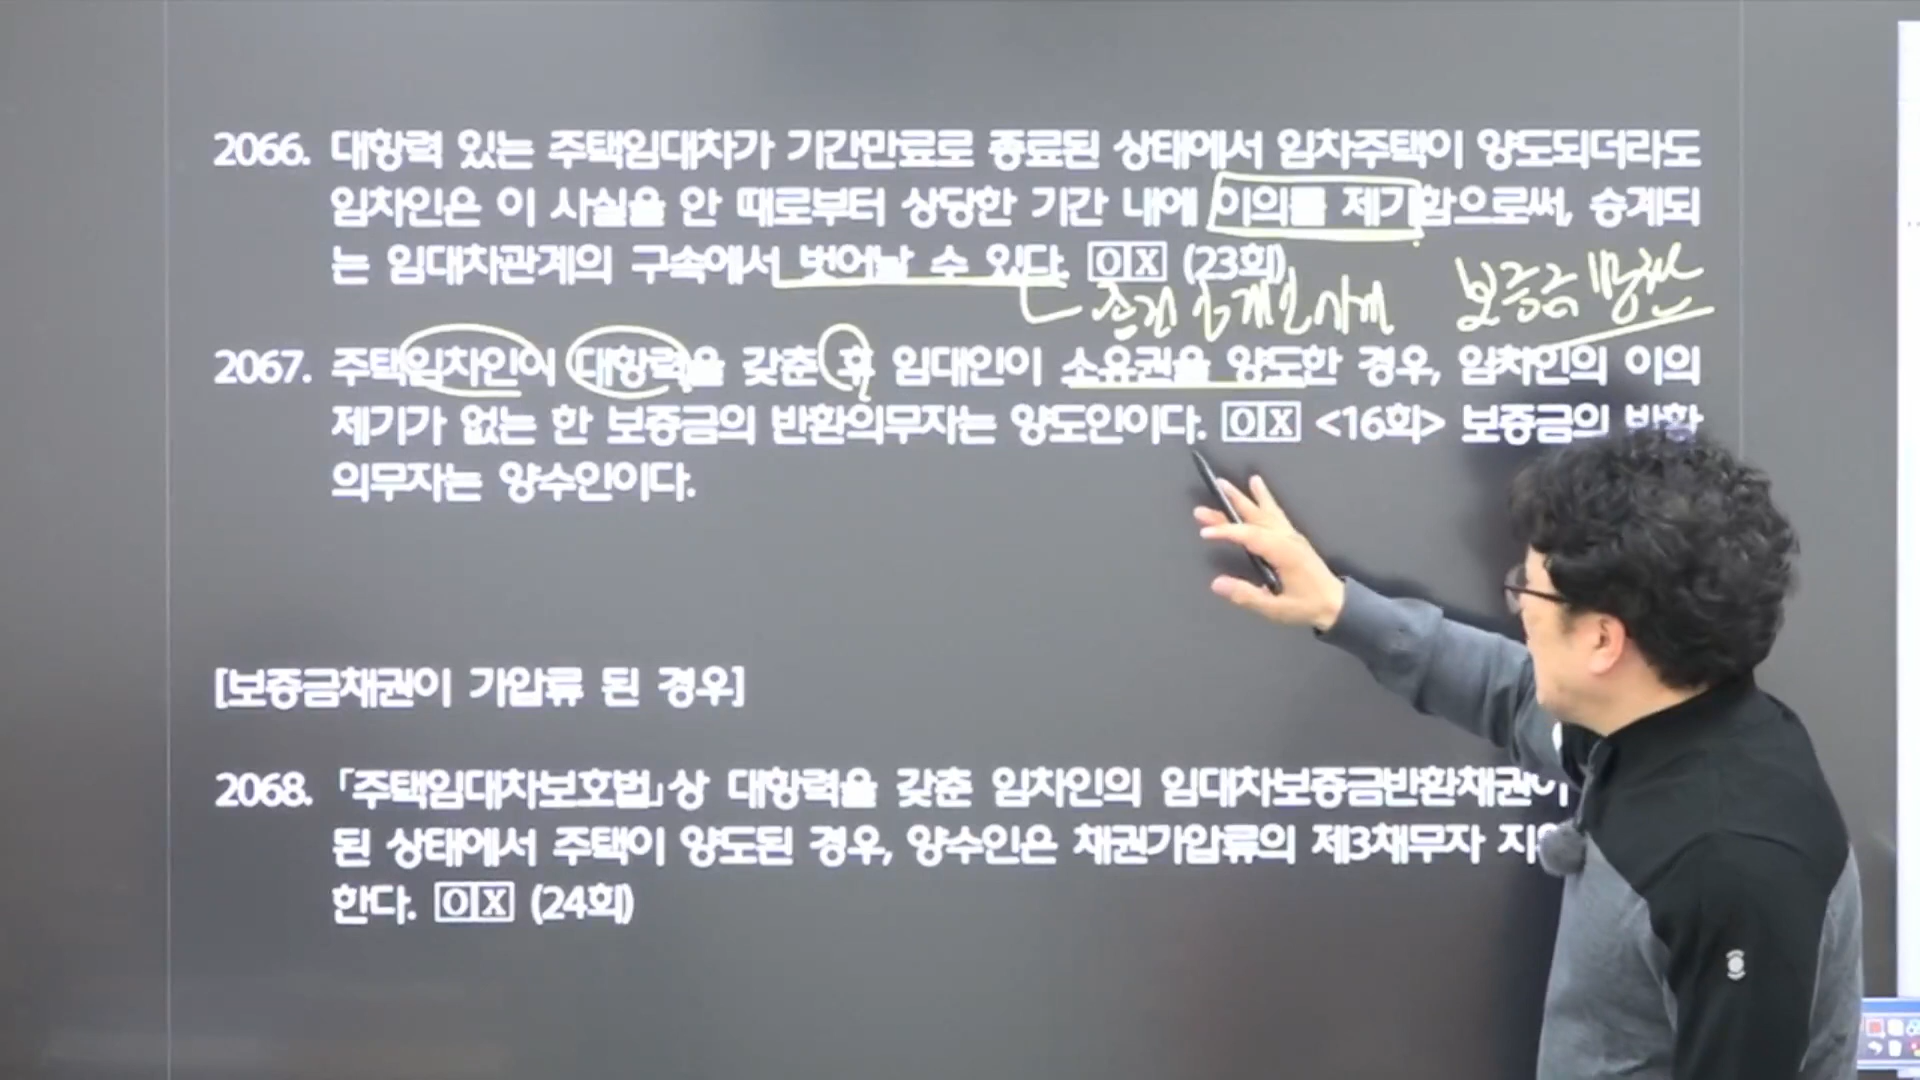 2066. 대항력 있는 주택임대차가 기간만료로 종료된 상태에서 임차주택이 양도되더라도
임차인은 이 사실을 안 때로부터 상당한 기간 내에 이의를 제기함으로써, 승계되
는 임대차관계의 구속에서 벗어날 수 있다. O X (23회)
보증금
2067. 주택임차인이 대항력을 갖춘 후 임대인이 소유권을 양도한 경우, 임차인의 이의
제기가 없는 한 보증금의 반환의무자는 양도인이다. O X <16회> 보증금의 반환
의무자는 양수인이다.
[보증금채권이 가압류 된 경우]
2068. 「주택임대차보호법」상 대항력을 갖춘 임차인의 임대차보증금반환채권이
된 상태에서 주택이 양도된 경우, 양수인은 채권가압류의 제3채무자
한다. O X (24회)